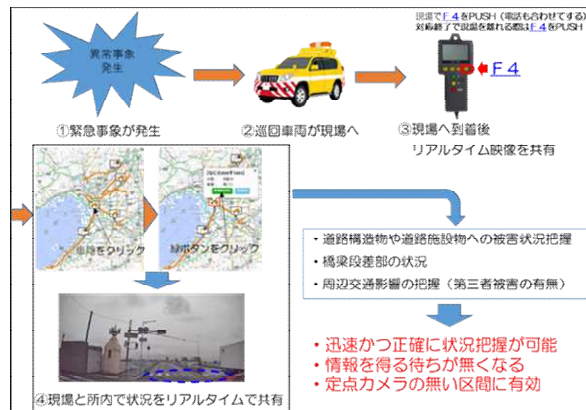 異常事象
発生
①緊急事象が発生
②巡回車両が現場へ
現場でF4をPUSH(電話も合わせてする)
対応終了で現場を離れる際はF4をPUSH
F4
③現場へ到着後
リアルタイム映像を共有
車両をクリック
緑ボタンをクリック
④現場と所内で状況をリアルタイムで共有
・道路構造物や道路施設物への被害状況把握
・橋梁段差部の状況
・周辺交通影響の把握(第三者被害の有無)
・迅速かつ正確に状況把握が可能
・情報を得る待ちが無くなる
・定点カメラの無い区間に有効